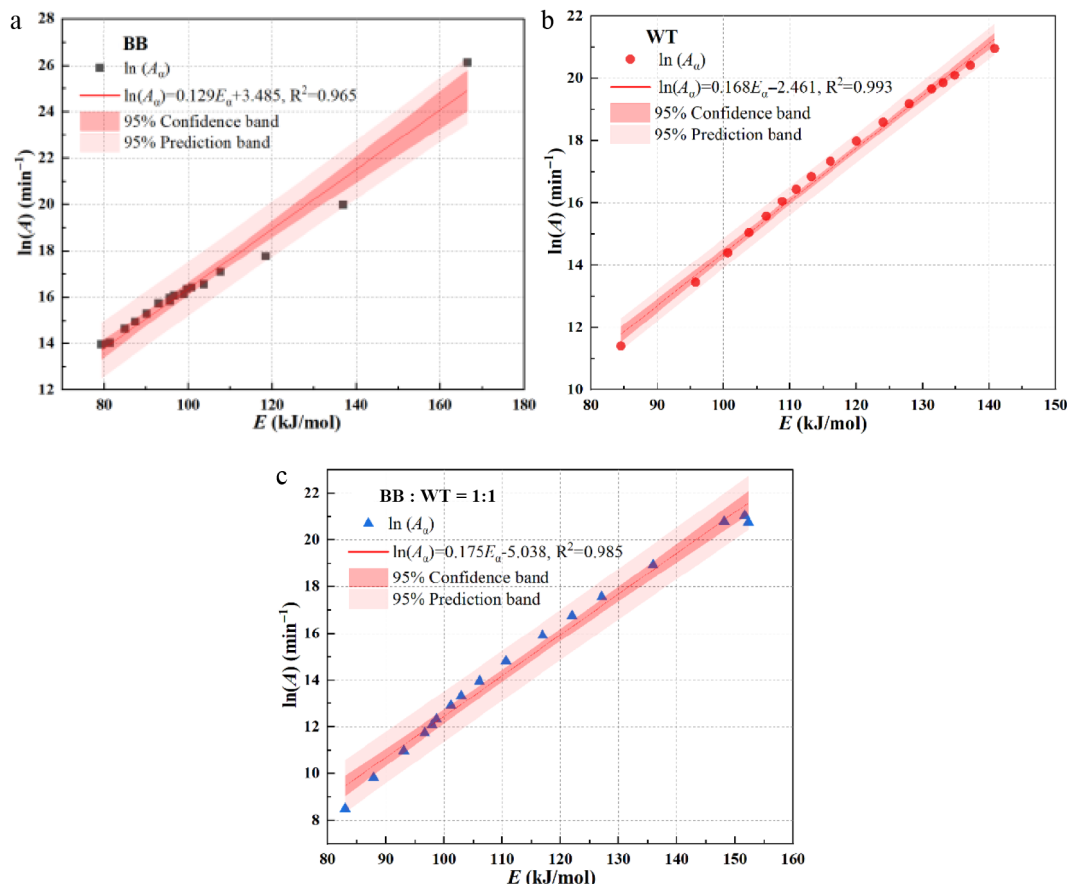 a
BB
ln (Aα)
ln(Aα)=0.129Eα+3.485, R²=0.965
95% Confidence band
95% Prediction band
28
26
24
22
20
18
16
14
12
ln(A) (min⁻¹)
80 100 120 140 160 180
E (kJ/mol)
b
WT
ln (Aα)
ln(Aα)=0.168Eα−2.461, R²=0.993
95% Confidence band
95% Prediction band
22
20
18
16
14
12
10
ln(A) (min⁻¹)
80 90 100 110 120 130 140 150
E (kJ/mol)
c
BB : WT = 1:1
ln (Aα)
ln(Aα)=0.175Eα-5.038, R²=0.985
95% Confidence band
95% Prediction band
22
20
18
16
14
12
10
8
ln(A) (min⁻¹)
80 90 100 110 120 130 140 150 160
E (kJ/mol)